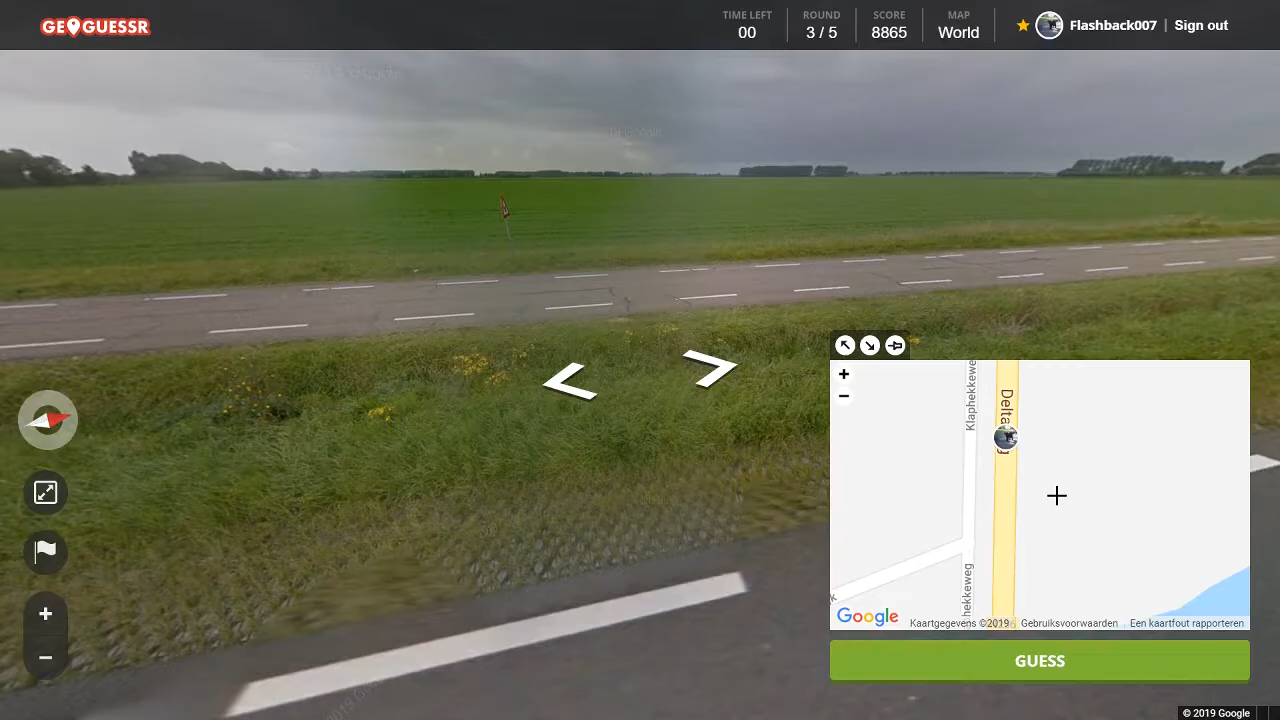 GEOGUESSR
TIME LEFT
00
ROUND
3 / 5
SCORE
8865
MAP
World
Flashback007 | Sign out
Klaphekkeweg
Delta
hekkeweg
Google
Kaartgegevens ©2019
Gebruiksvoorwaarden
Een kaartfout rapporteren
GUESS
© 2019 Google